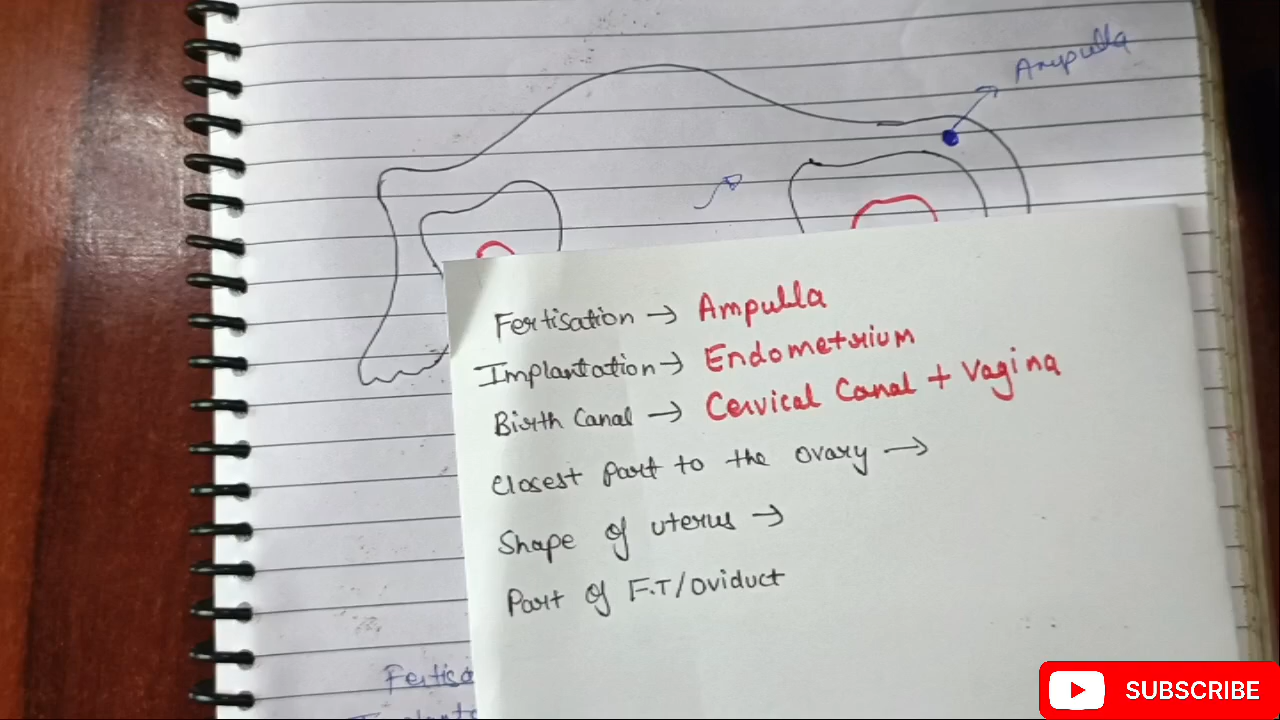 Ampulla
Fertisation → Ampulla
Implantation → Endometrium
Birth Canal → Cervical Canal + Vagina
Closest part to the ovary →
Shape of uterus →
Part of F.T/oviduct
Fertisa
SUBSCRIBE